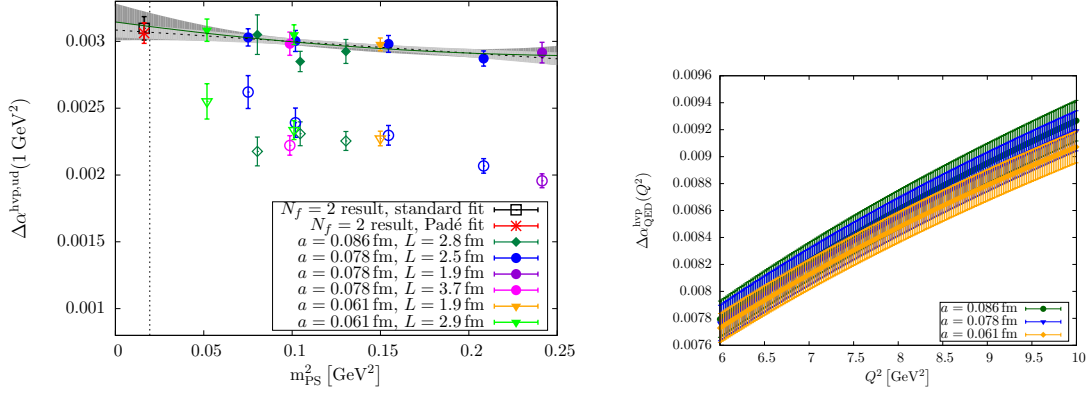 0.003
0.0025
0.002
0.0015
0.001
Δα^{hvp,ud}(1 GeV²)
N_f = 2 result, standard fit
N_f = 2 result, Padé fit
a = 0.086 fm, L = 2.8 fm
a = 0.078 fm, L = 2.5 fm
a = 0.078 fm, L = 1.9 fm
a = 0.078 fm, L = 3.7 fm
a = 0.061 fm, L = 1.9 fm
a = 0.061 fm, L = 2.9 fm
0 0.05 0.1 0.15 0.2 0.25
m²_{PS} [GeV²]
0.0096
0.0094
0.0092
0.009
0.0088
0.0086
0.0084
0.0082
0.008
0.0078
0.0076
Δα^{hvp}_{QED}(Q²)
a = 0.086 fm
a = 0.078 fm
a = 0.061 fm
6 6.5 7 7.5 8 8.5 9 9.5 10
Q² [GeV²]